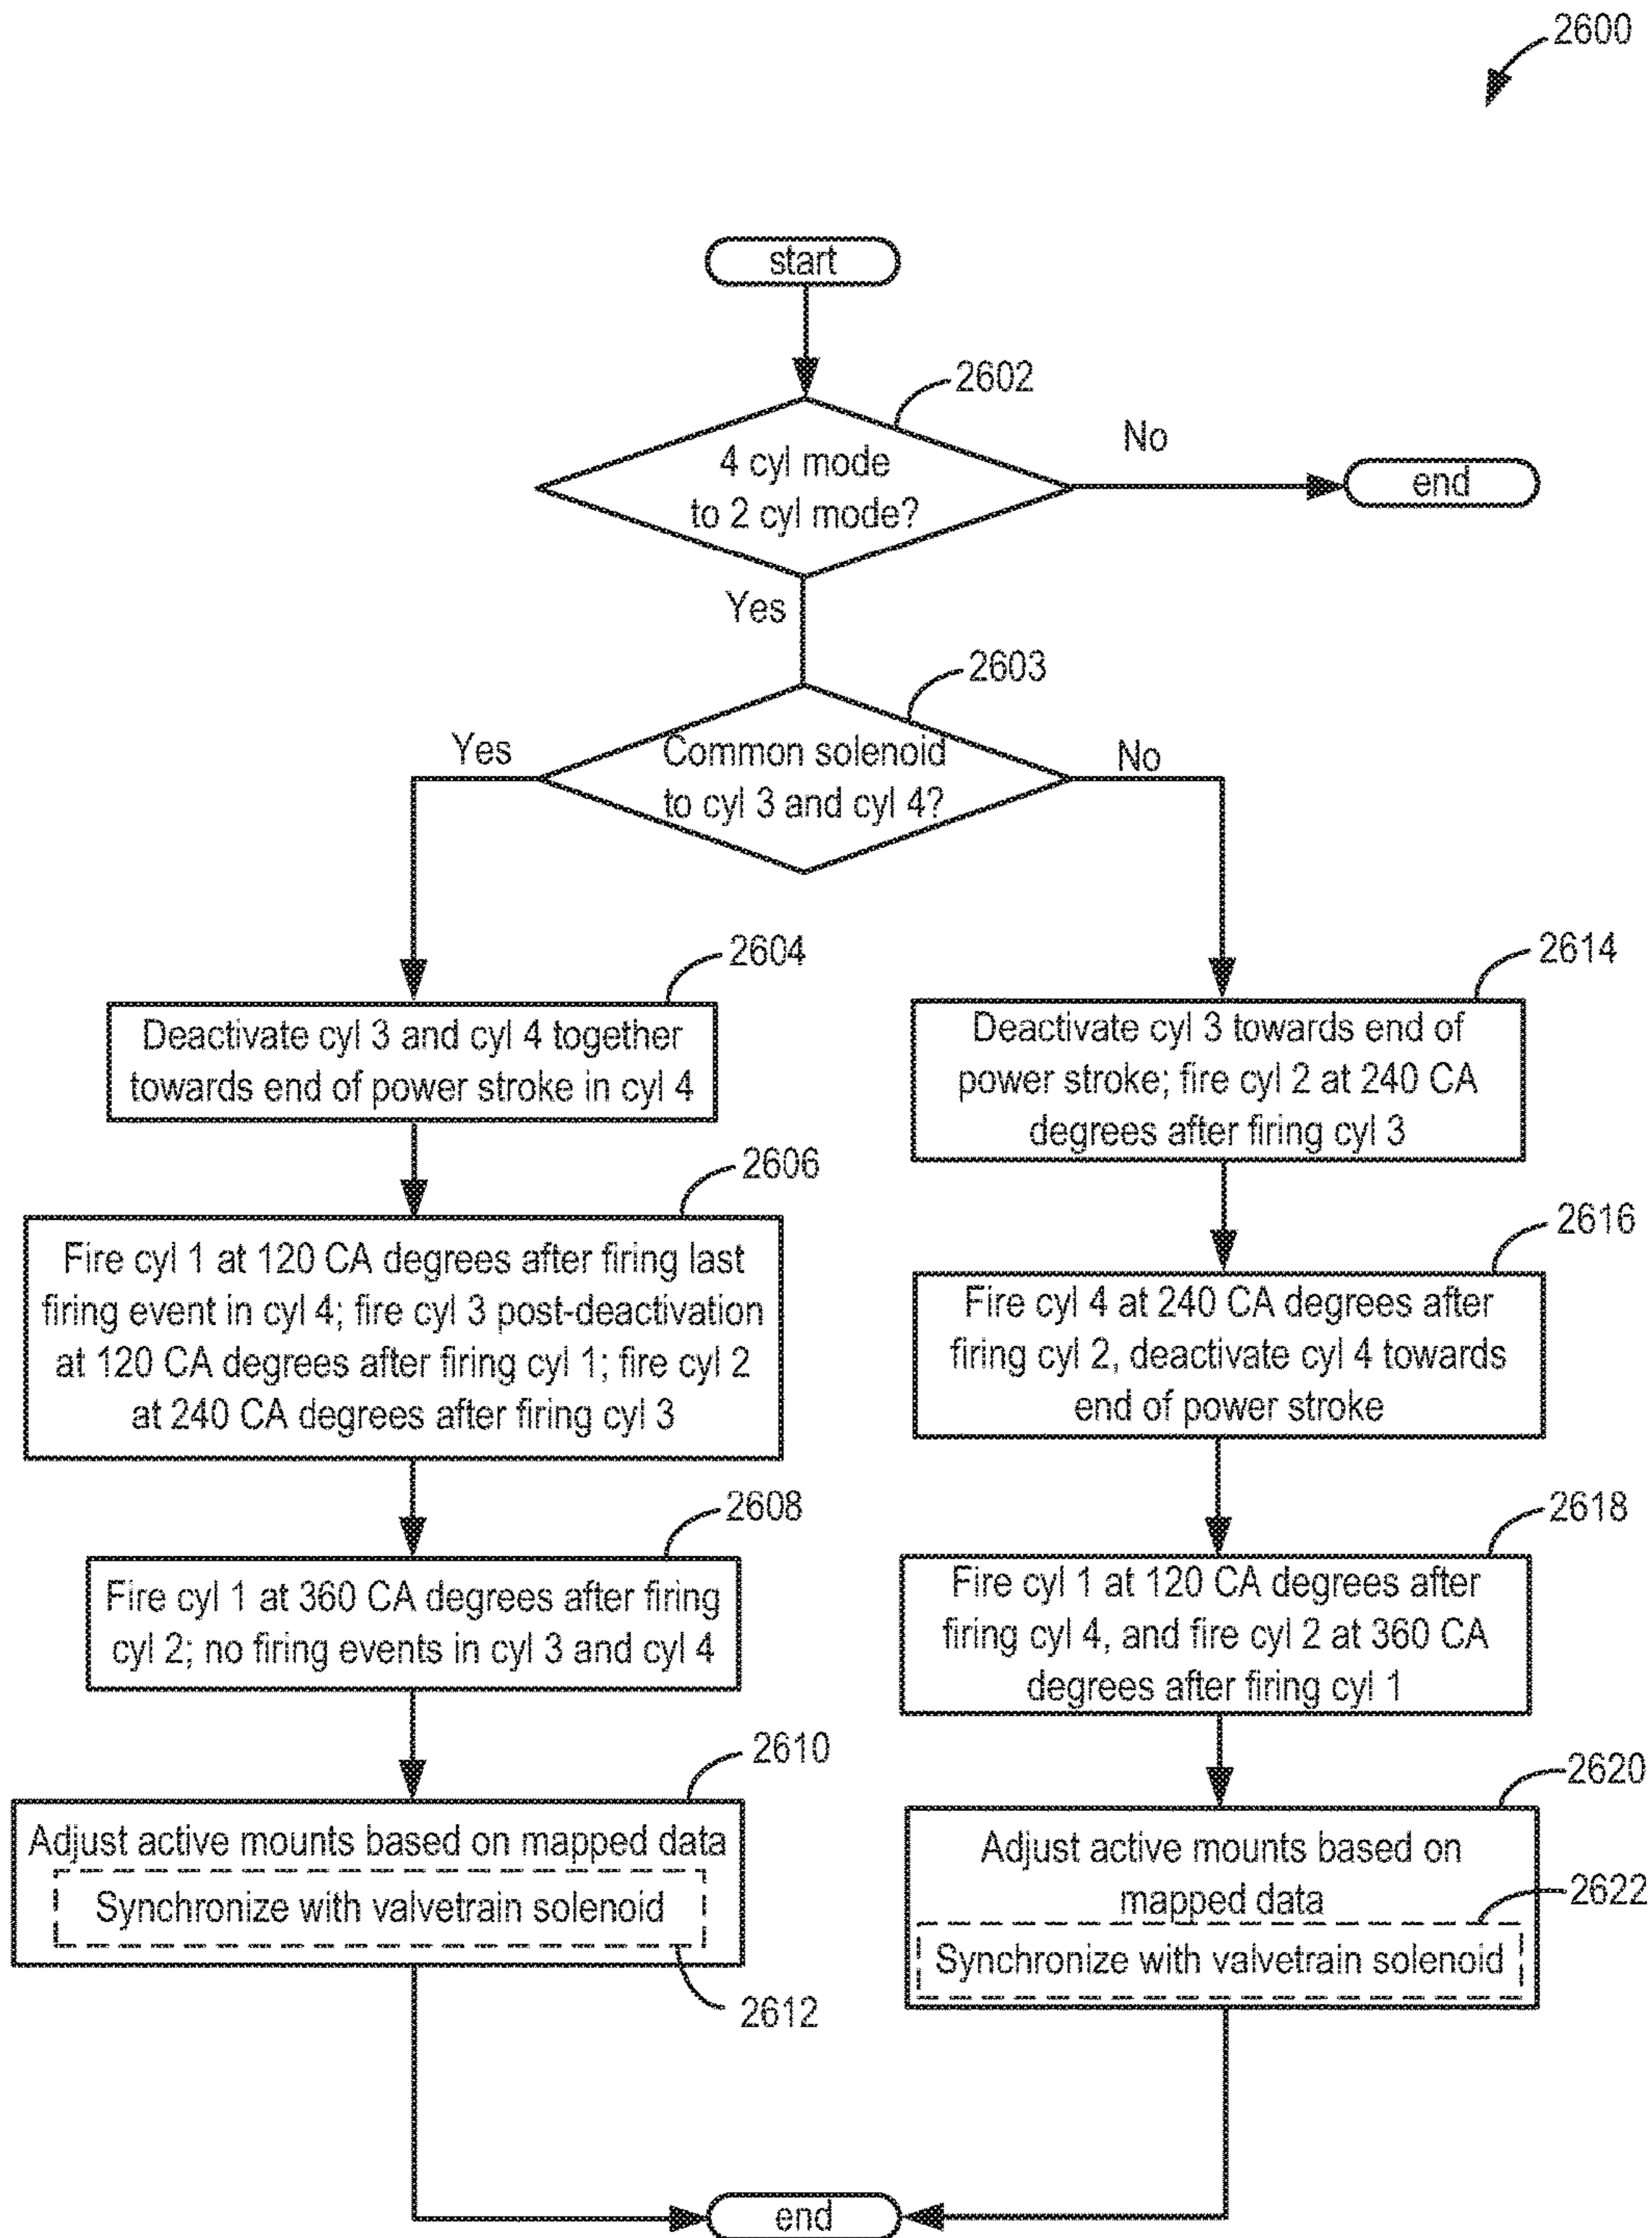 2600
start
2602
4 cyl mode
to 2 cyl mode?
No
end
Yes
2603
Common solenoid
to cyl 3 and cyl 4?
Yes
No
2604
Deactivate cyl 3 and cyl 4 together
towards end of power stroke in cyl 4
2606
Fire cyl 1 at 120 CA degrees after firing last
firing event in cyl 4; fire cyl 3 post-deactivation
at 120 CA degrees after firing cyl 1; fire cyl 2
at 240 CA degrees after firing cyl 3
2608
Fire cyl 1 at 360 CA degrees after firing
cyl 2; no firing events in cyl 3 and cyl 4
2610
Adjust active mounts based on mapped data
Synchronize with valvetrain solenoid
2612
2614
Deactivate cyl 3 towards end of
power stroke; fire cyl 2 at 240 CA
degrees after firing cyl 3
2616
Fire cyl 4 at 240 CA degrees after
firing cyl 2, deactivate cyl 4 towards
end of power stroke
2618
Fire cyl 1 at 120 CA degrees after
firing cyl 4, and fire cyl 2 at 360 CA
degrees after firing cyl 1
2620
Adjust active mounts based on
mapped data
2622
Synchronize with valvetrain solenoid
end